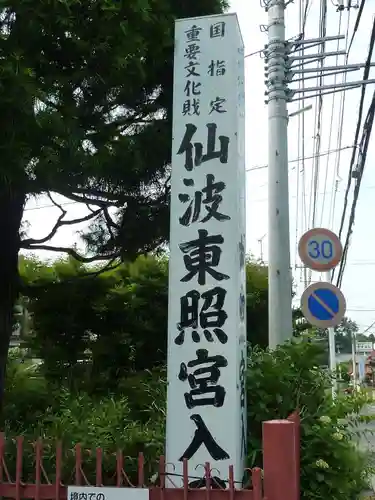 国指定
重要文化財
仙波東照宮入
30
境内での